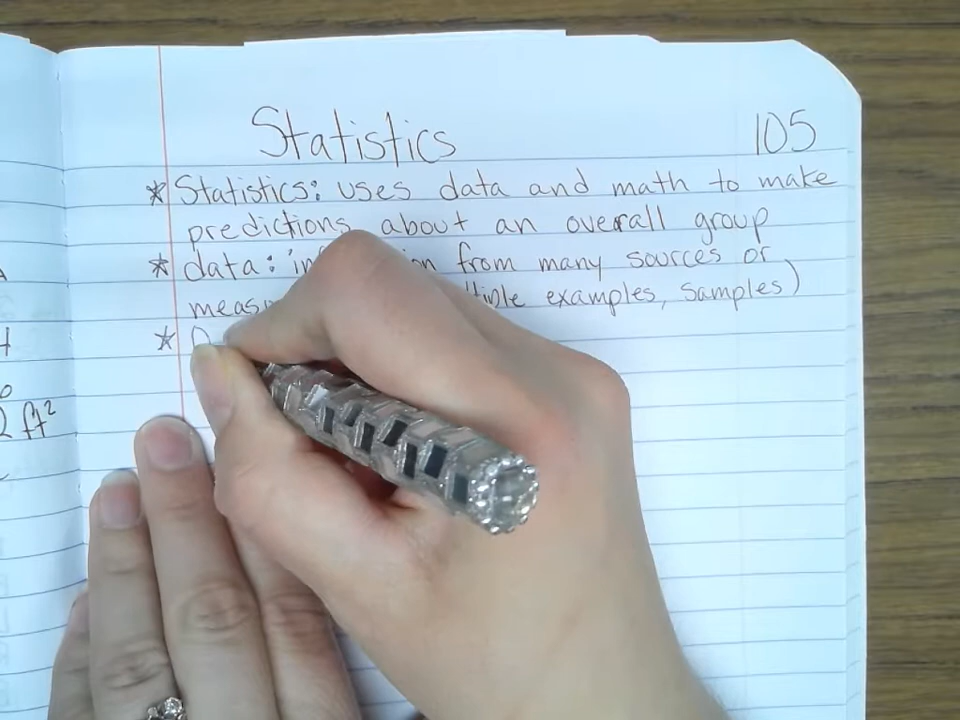 Statistics 105
* Statistics: uses data and math to make
predictions about an overall group
* data: from many sources or
examples, samples)
*
ft²